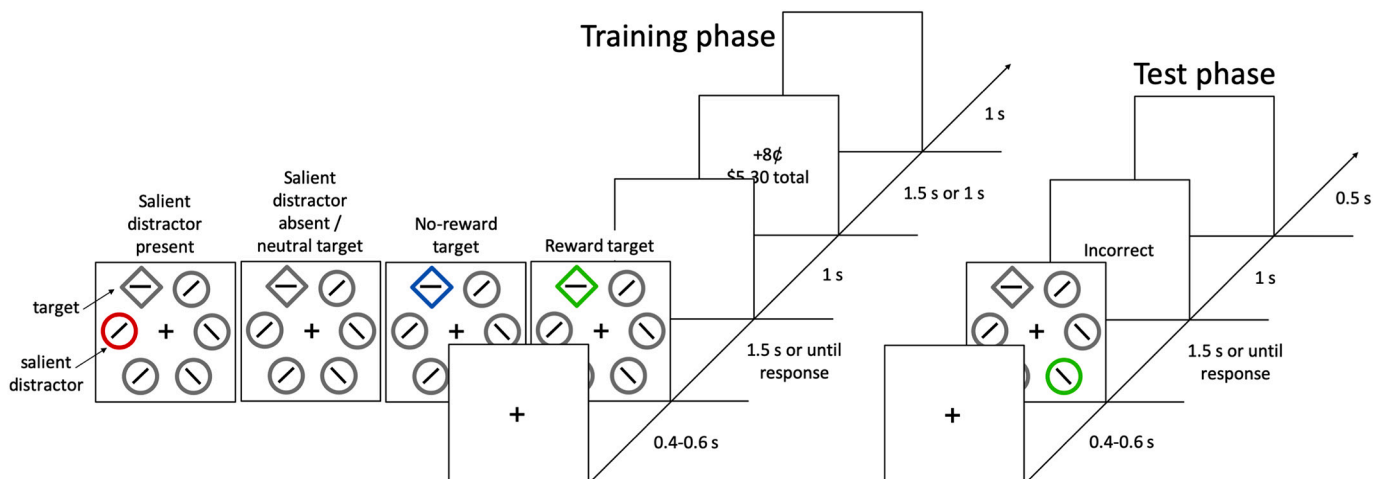 Training phase
Test phase
1 s
+8¢
$5.30 total
1.5 s or 1 s
0.5 s
Salient
distractor
present
Salient
distractor
absent /
neutral target
No-reward
target
Reward target
Incorrect
1 s
1 s
target
salient
distractor
1.5 s or until
response
1.5 s or until
response
0.4-0.6 s
0.4-0.6 s